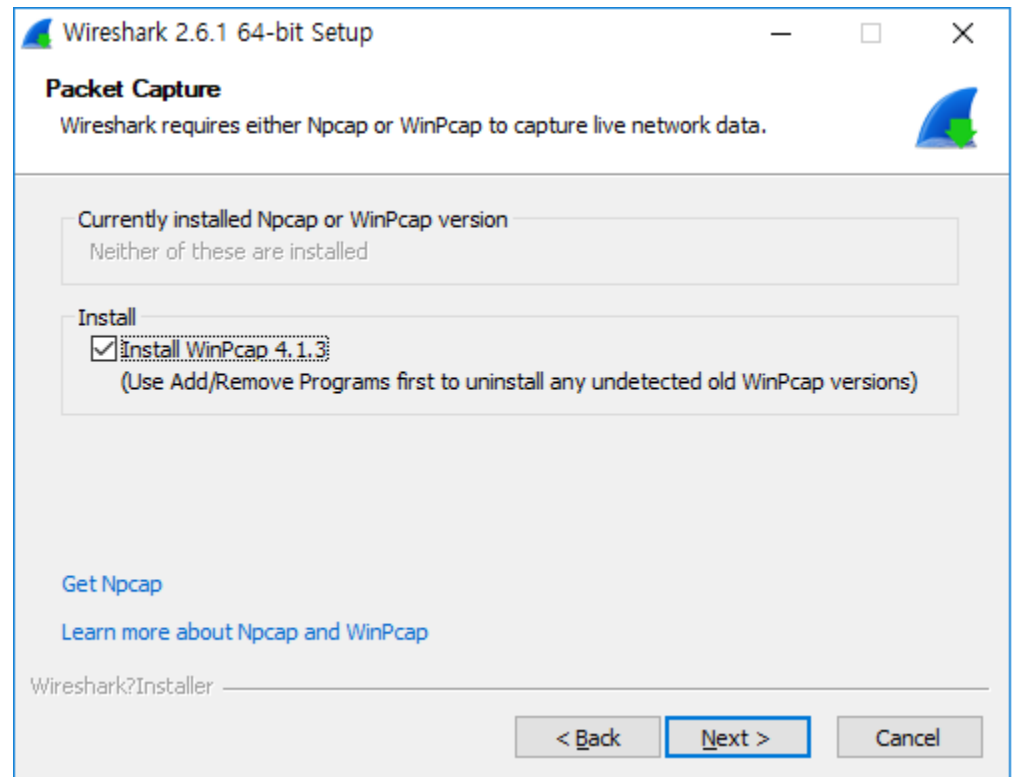 Wireshark 2.6.1 64-bit Setup
Packet Capture
Wireshark requires either Npcap or WinPcap to capture live network data.
Currently installed Npcap or WinPcap version
Neither of these are installed
Install
Install WinPcap 4.1.3
(Use Add/Remove Programs first to uninstall any undetected old WinPcap versions)
Get Npcap
Learn more about Npcap and WinPcap
Wireshark?Installer
< Back Next > Cancel